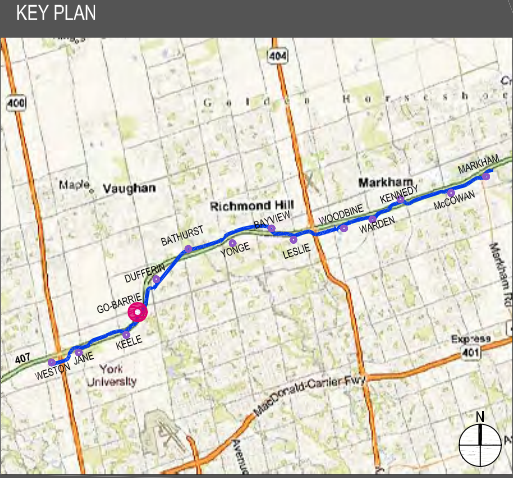 KEY PLAN
404
400
Golden Horseshoe
MARKHAM
Maple
Vaughan
Markham
KENNEDY
Richmond Hill
McCOWAN
WOODBINE
BAYVIEW
WARDEN
BATHURST
YONGE
LESLIE
DUFFERIN
Markham Rd
GO-BARRIE
KEELE
Express
407
401
WESTON
JANE
York
University
MacDonald-Cartier Fwy
Avenue
N